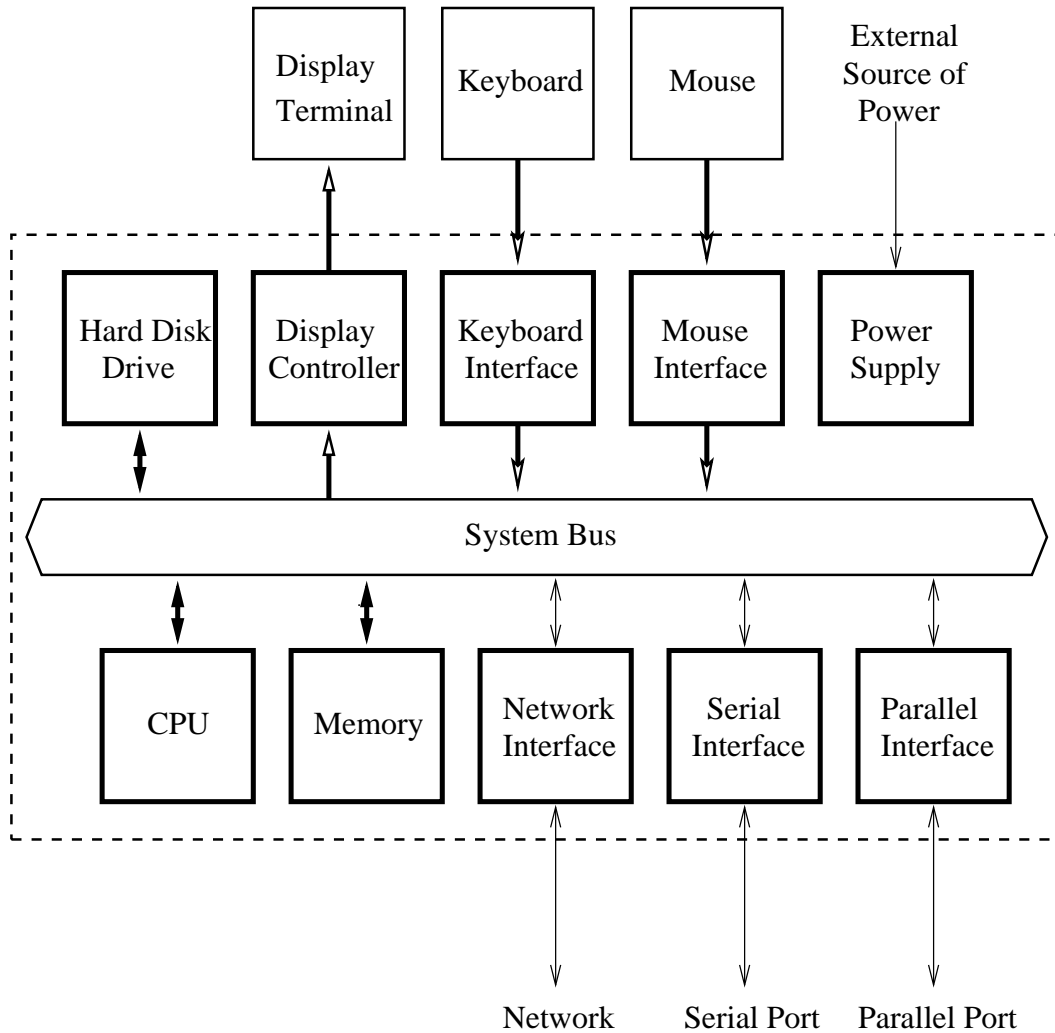 Display
Terminal
Keyboard
Mouse
External
Source of
Power
Hard Disk
Drive
Display
Controller
Keyboard
Interface
Mouse
Interface
Power
Supply
System Bus
CPU
Memory
Network
Interface
Serial
Interface
Parallel
Interface
Network
Serial Port
Parallel Port